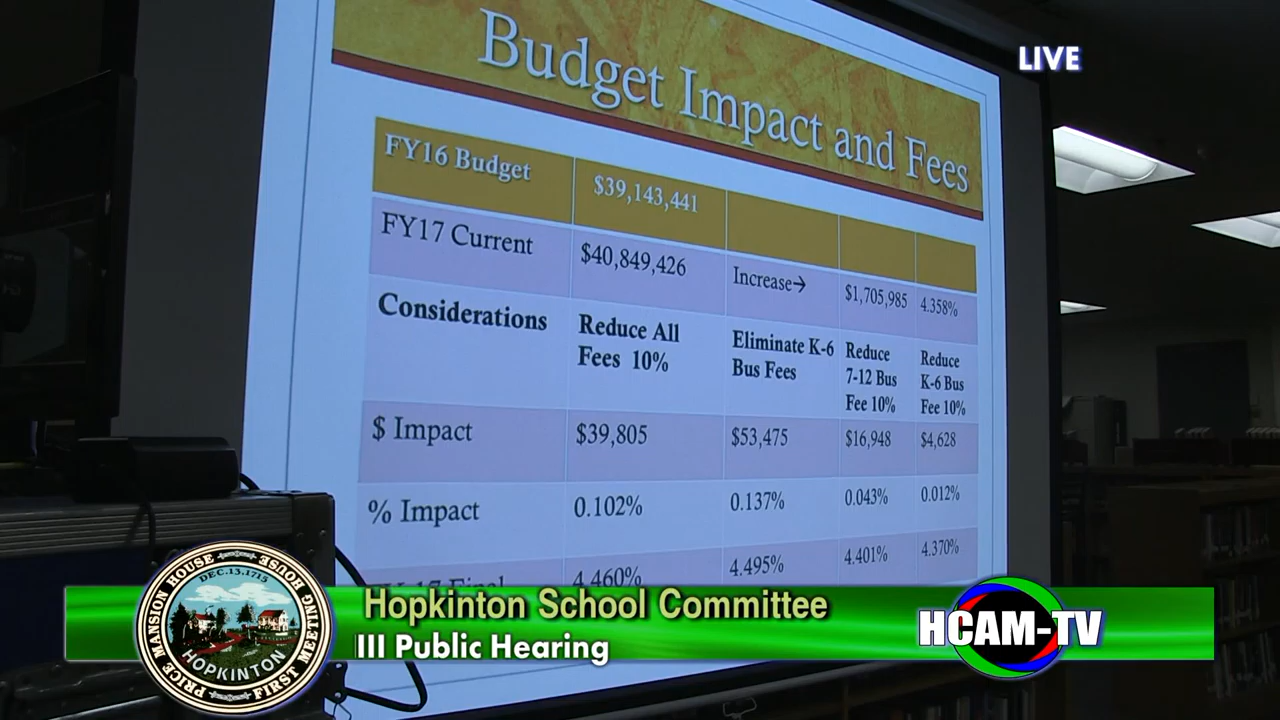 LIVE
Budget Impact and Fees
FY16 Budget $39,143,441
FY17 Current $40,849,426 Increase→ $1,705,985 4.358%
Considerations Reduce All Fees 10% Eliminate K-6 Bus Fees Reduce 7-12 Bus Fee 10% Reduce K-6 Bus Fee 10%
$ Impact $39,805 $53,475 $16,948 $4,628
% Impact 0.102% 0.137% 0.043% 0.012%
4.460% 4.495% 4.401% 4.370%
Hopkinton School Committee
III Public Hearing
HCAM-TV
PRICE MANSION HOUSE FIRST MEETING HOUSE
DEC.13.1715
HOPKINTON